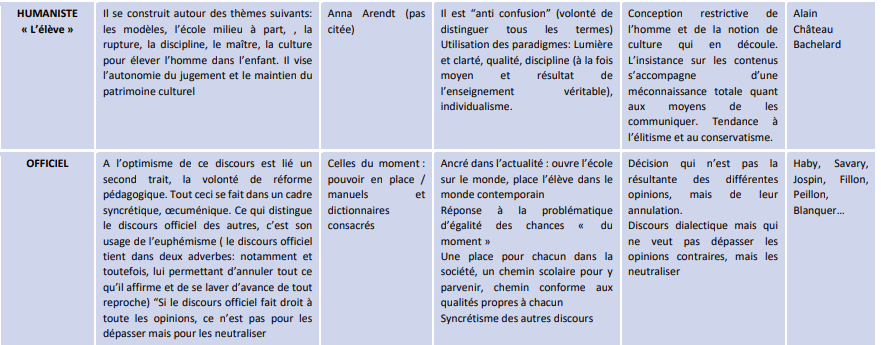 HUMANISTE
« L'élève »
Il se construit autour des thèmes suivants:
les modèles, l'école milieu à part, , la
rupture, la discipline, le maître, la culture
pour élever l'homme dans l'enfant. Il vise
l'autonomie du jugement et le maintien du
patrimoine culturel
Anna Arendt (pas
citée)
Il est "anti confusion" (volonté de
distinguer tous les termes)
Utilisation des paradigmes: Lumière
et clarté, qualité, discipline (à la fois
moyen et résultat de
l'enseignement véritable),
individualisme.
Conception restrictive de
l'homme et de la notion de
culture qui en découle.
L'insistance sur les contenus
s'accompagne d'une
méconnaissance totale quant
aux moyens de les
communiquer. Tendance à
l'élitisme et au conservatisme.
Alain
Château
Bachelard
OFFICIEL
A l'optimisme de ce discours est lié un
second trait, la volonté de réforme
pédagogique. Tout ceci se fait dans un cadre
syncrétique, œcuménique. Ce qui distingue
le discours officiel des autres, c'est son
usage de l'euphémisme ( le discours officiel
tient dans deux adverbes: notamment et
toutefois, lui permettant d'annuler tout ce
qu'il affirme et de se laver d'avance de tout
reproche) "Si le discours officiel fait droit à
toute les opinions, ce n'est pas pour les
dépasser mais pour les neutraliser
Celles du moment :
pouvoir en place /
manuels et
dictionnaires
consacrés
Ancré dans l'actualité : ouvre l'école
sur le monde, place l'élève dans le
monde contemporain
Réponse à la problématique
d'égalité des chances « du
moment »
Une place pour chacun dans la
société, un chemin scolaire pour y
parvenir, chemin conforme aux
qualités propres à chacun
Syncrétisme des autres discours
Décision qui n'est pas la
résultante des différentes
opinions, mais de leur
annulation.
Discours dialectique mais qui
ne veut pas dépasser les
opinions contraires, mais les
neutraliser
Haby, Savary,
Jospin, Fillon,
Peillon,
Blanquer…